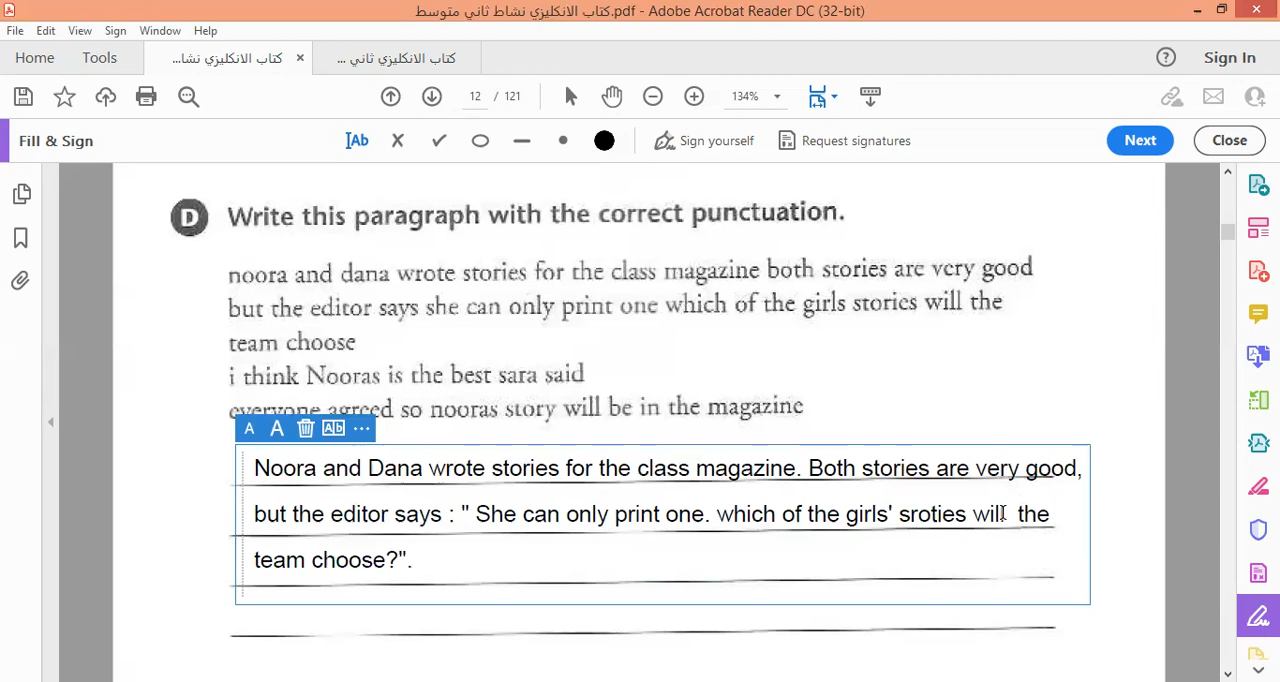 كتاب الانكليزي نشاط ثاني متوسط.pdf - Adobe Acrobat Reader DC (32-bit)
File Edit View Sign Window Help
Home Tools كتاب الانكليزي نشا... × كتاب الانكليزي ثاني ... ? Sign In
12 / 121 134%
Fill & Sign Ab Sign yourself Request signatures Next Close
D Write this paragraph with the correct punctuation.
noora and dana wrote stories for the class magazine both stories are very good
but the editor says she can only print one which of the girls stories will the
team choose
i think Nooras is the best sara said
everyone agreed so nooras story will be in the magazine
A A Ab ...
Noora and Dana wrote stories for the class magazine. Both stories are very good,
but the editor says : " She can only print one. which of the girls' sroties will the
team choose?".